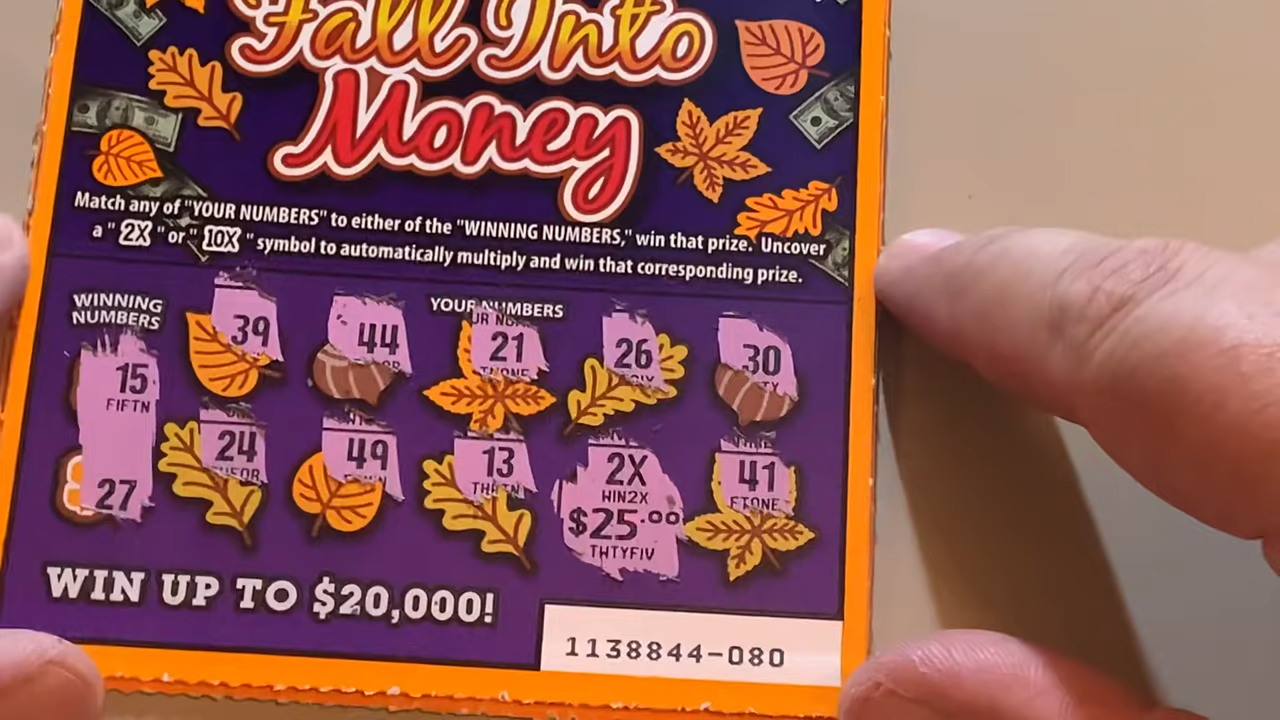 Fall Into
Money
Match any of "YOUR NUMBERS" to either of the "WINNING NUMBERS," win that prize. Uncover
a "2X" or "10X" symbol to automatically multiply and win that corresponding prize.
WINNING
NUMBERS
YOUR NUMBERS
39 44 21 26 30
15
FIFTN
24 49 13 2X 41
THRTN WIN2X FTONE
27
$25.00
THTYFIV
WIN UP TO $20,000!
1138844-080